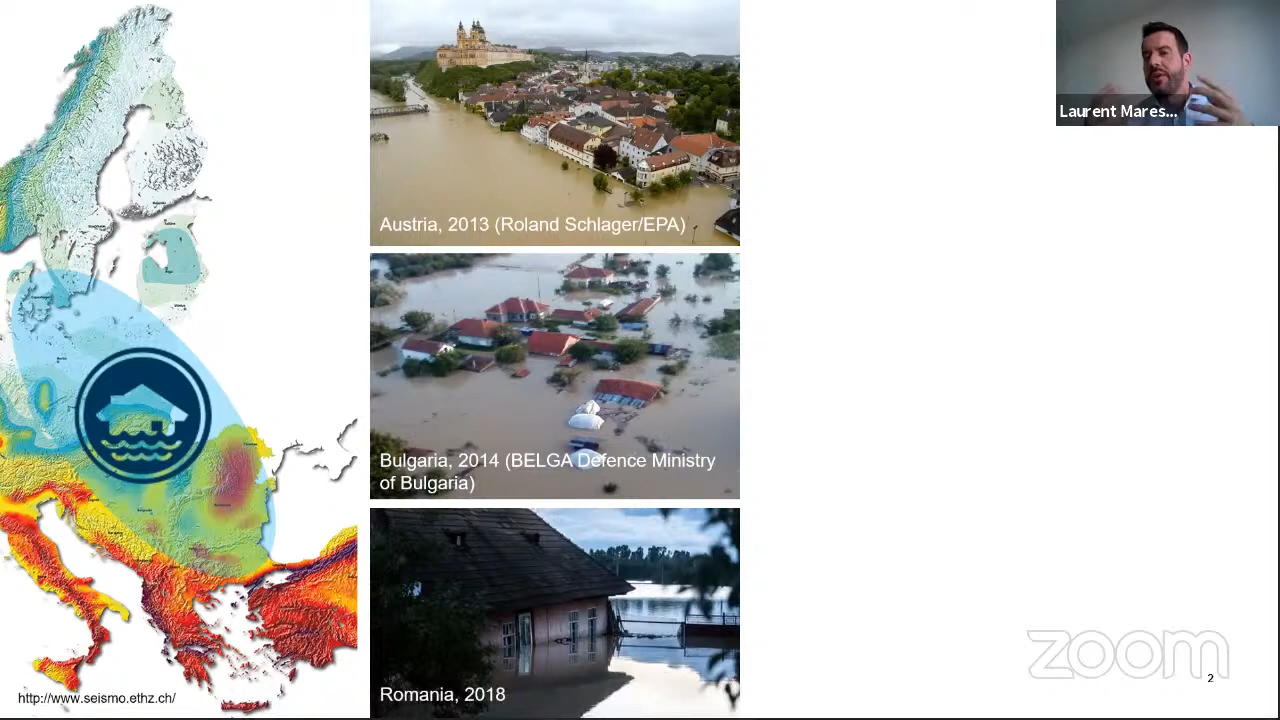 Laurent Mares...
Austria, 2013 (Roland Schlager/EPA)
Bulgaria, 2014 (BELGA Defence Ministry
of Bulgaria)
Romania, 2018
http://www.seismo.ethz.ch/
zoom
2